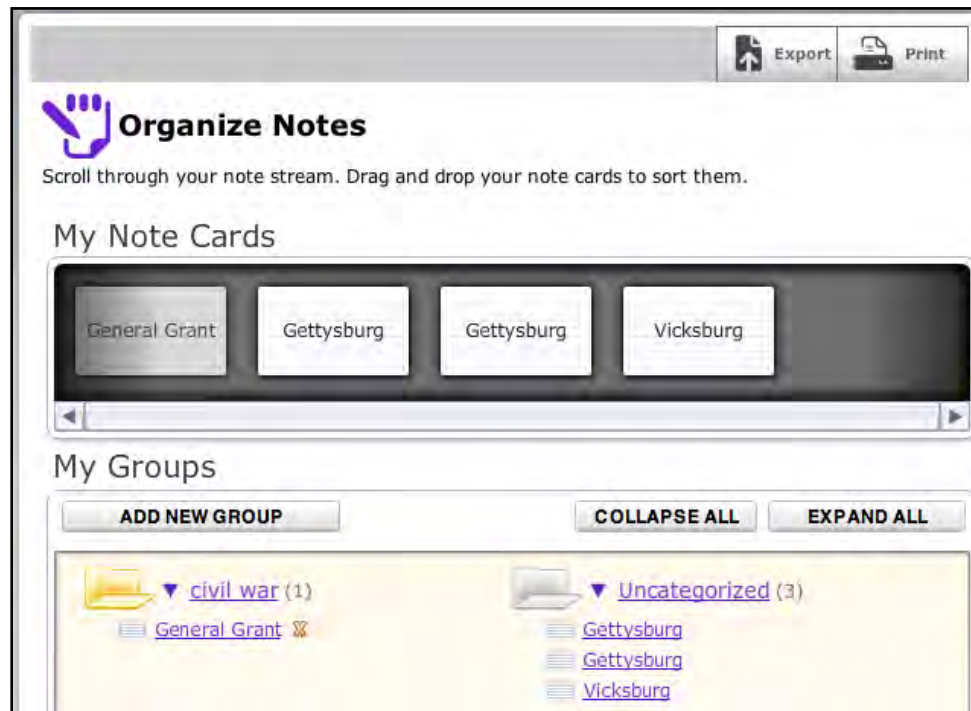 Export Print
Organize Notes
Scroll through your note stream. Drag and drop your note cards to sort them.
My Note Cards
General Grant Gettysburg Gettysburg Vicksburg
My Groups
ADD NEW GROUP COLLAPSE ALL EXPAND ALL
civil war (1) Uncategorized (3)
General Grant Gettysburg
Gettysburg
Vicksburg